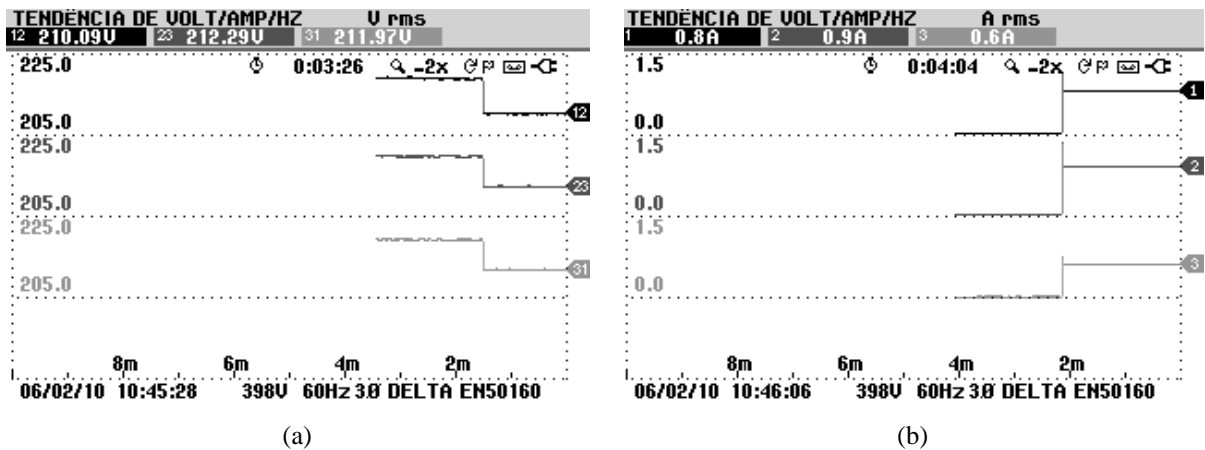 TENDÊNCIA DE VOLT/AMP/HZ V rms
12 210.09V 23 212.29V 31 211.97V
225.0 0:03:26 -2x
205.0 12
225.0
205.0 23
225.0
205.0 31
8m 6m 4m 2m
06/02/10 10:45:28 398V 60Hz 3Ø DELTA EN50160
(a)
TENDÊNCIA DE VOLT/AMP/HZ A rms
1 0.8A 2 0.9A 3 0.6A
1.5 0:04:04 -2x
0.0 1
1.5
0.0 2
1.5
0.0 3
8m 6m 4m 2m
06/02/10 10:46:06 398V 60Hz 3Ø DELTA EN50160
(b)